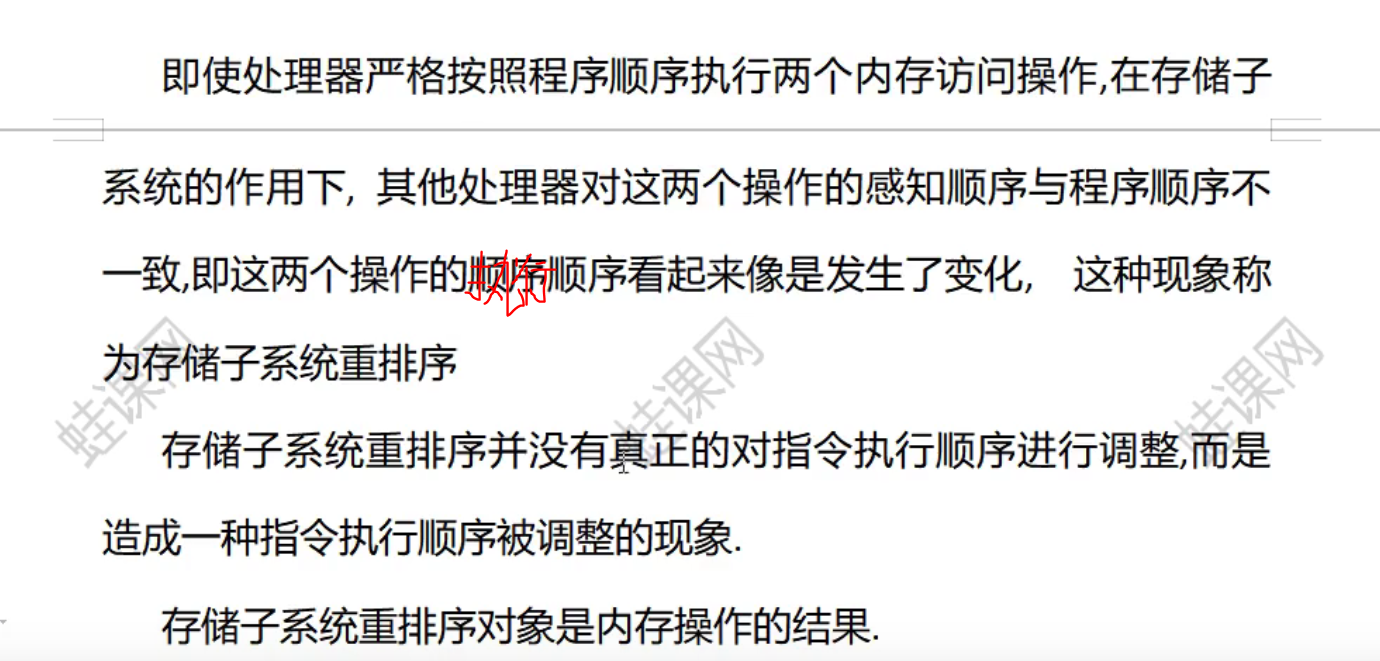 即使处理器严格按照程序顺序执行两个内存访问操作,在存储子
系统的作用下, 其他处理器对这两个操作的感知顺序与程序顺序不
一致,即这两个操作的顺序顺序看起来像是发生了变化, 这种现象称
执行
为存储子系统重排序
存储子系统重排序并没有真正的对指令执行顺序进行调整,而是
造成一种指令执行顺序被调整的现象.
存储子系统重排序对象是内存操作的结果.
蛙课网
蛙课网
蛙课网